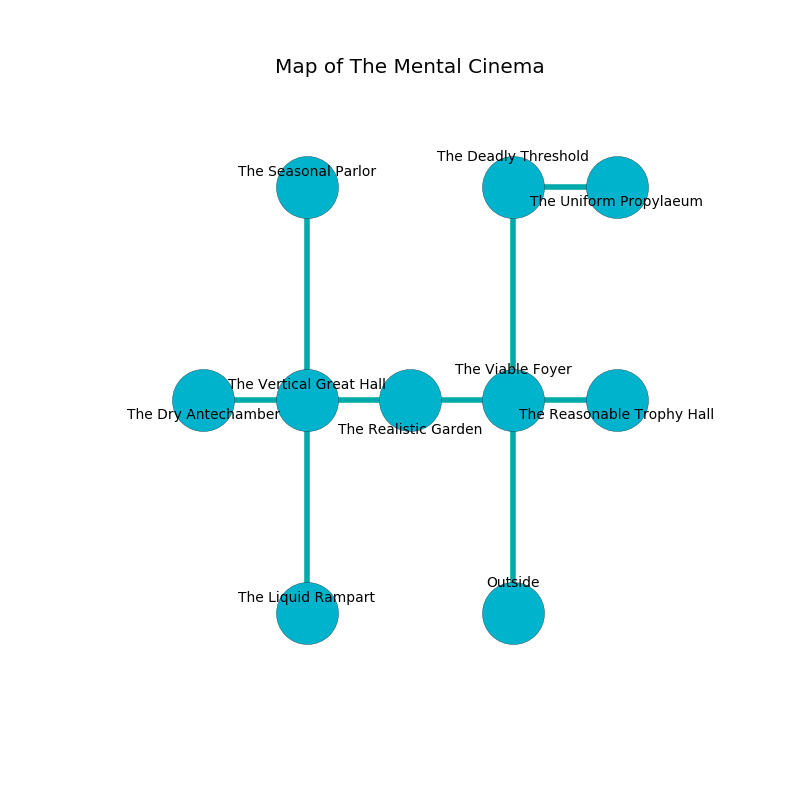 Map of The Mental Cinema
The Deadly Threshold
The Seasonal Parlor
The Uniform Propylaeum
The Viable Foyer
The Vertical Great Hall
The Dry Antechamber
The Reasonable Trophy Hall
The Realistic Garden
Outside
The Liquid Rampart